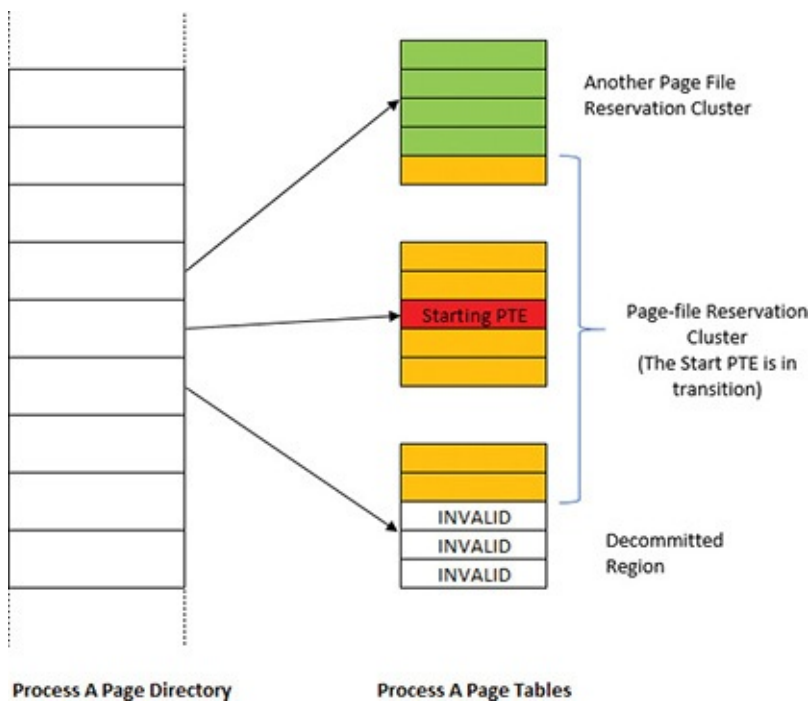 Another Page File
Reservation Cluster
Starting PTE
Page-file Reservation
Cluster
(The Start PTE is in
transition)
INVALID
INVALID
INVALID
Decommitted
Region
Process A Page Directory
Process A Page Tables